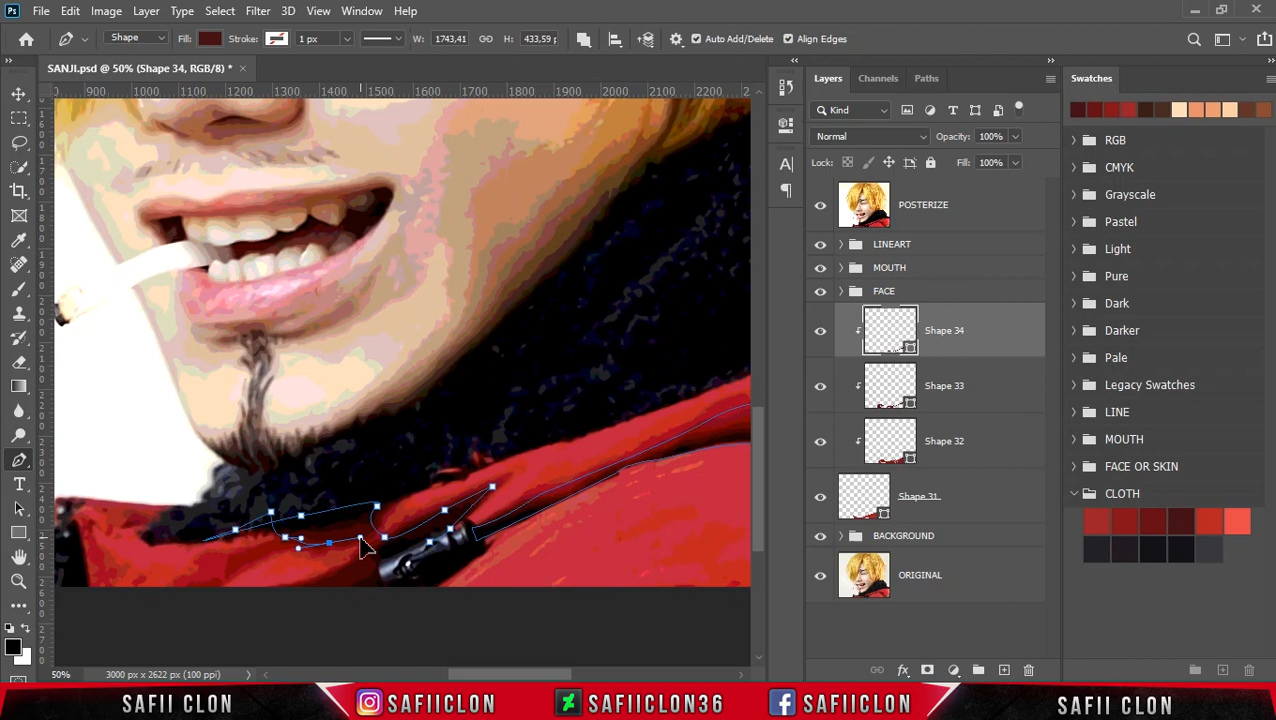 Ps File Edit Image Layer Type Select Filter 3D View Window Help
Shape Fill: Stroke: 1 px W: 1743,41 H: 433,59 Auto Add/Delete Align Edges
SANJI.psd @ 50% (Shape 34, RGB/8) *
900 1000 1100 1200 1300 1400 1500 1600 1700 1800 1900 2000 2100 2200
Layers Channels Paths
Kind
Normal Opacity: 100%
Lock: Fill: 100%
POSTERIZE
LINEART
MOUTH
FACE
Shape 34
Shape 33
Shape 32
Shape 31
BACKGROUND
ORIGINAL
Swatches
RGB
CMYK
Grayscale
Pastel
Light
Pure
Dark
Darker
Pale
Legacy Swatches
LINE
MOUTH
FACE OR SKIN
CLOTH
50% 3000 px x 2622 px (100 ppi)
SAFII CLON SAFIICLON SAFIICLON36 SAFIICLON SAFII CLON